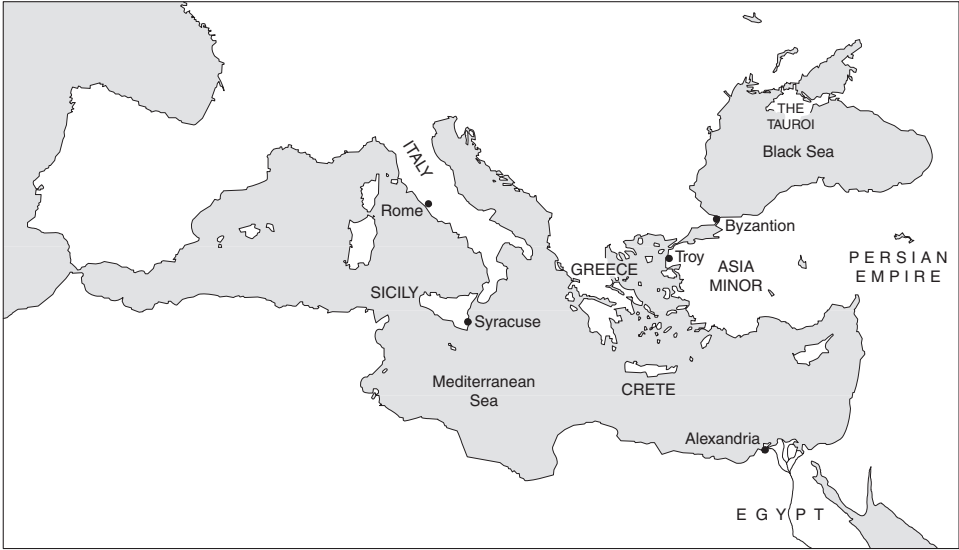 THE
TAUROI
Black Sea
ITALY
Rome
Byzantion
Troy
GREECE
ASIA
MINOR
PERSIAN
EMPIRE
SICILY
Syracuse
Mediterranean
Sea
CRETE
Alexandria
EGYPT